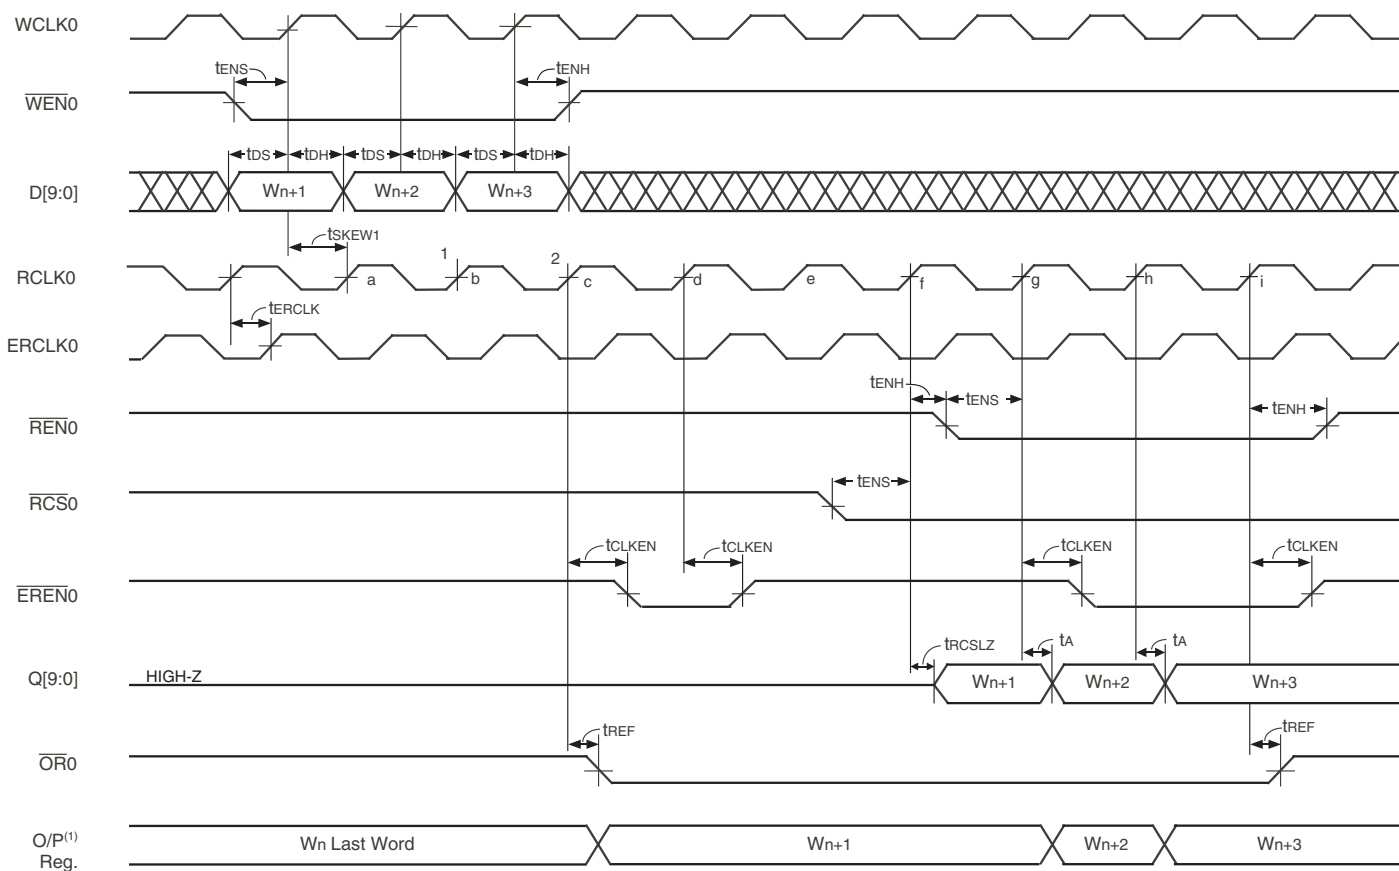 WCLK0
tENS tENH
WEN0
tDS tDH tDS tDH tDS tDH
D[9:0] Wn+1 Wn+2 Wn+3
tSKEW1
1 2
RCLK0 a b c d e f g h i
tERCLK
ERCLK0
tENH tENS tENH
REN0
tENS
RCS0
tCLKEN tCLKEN tCLKEN tCLKEN
EREN0
tRCSLZ tA tA
Q[9:0] HIGH-Z Wn+1 Wn+2 Wn+3
tREF tREF
OR0
O/P(1) Wn Last Word Wn+1 Wn+2 Wn+3
Reg.